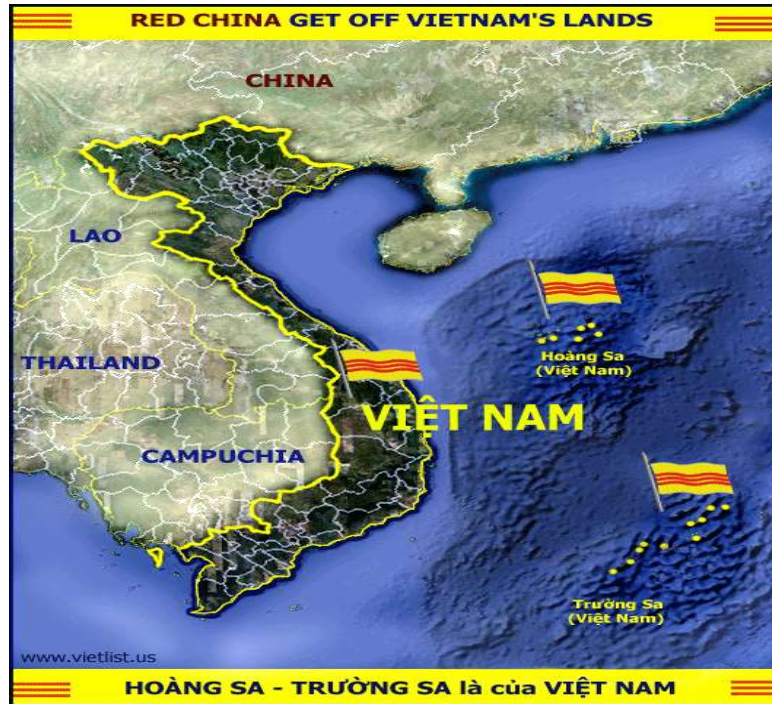 RED CHINA GET OFF VIETNAM'S LANDS
CHINA
LAO
Hoàng Sa
(Việt Nam)
THAILAND
VIỆT NAM
CAMPUCHIA
Trường Sa
(Việt Nam)
www.vietlist.us
HOÀNG SA - TRƯỜNG SA là của VIỆT NAM